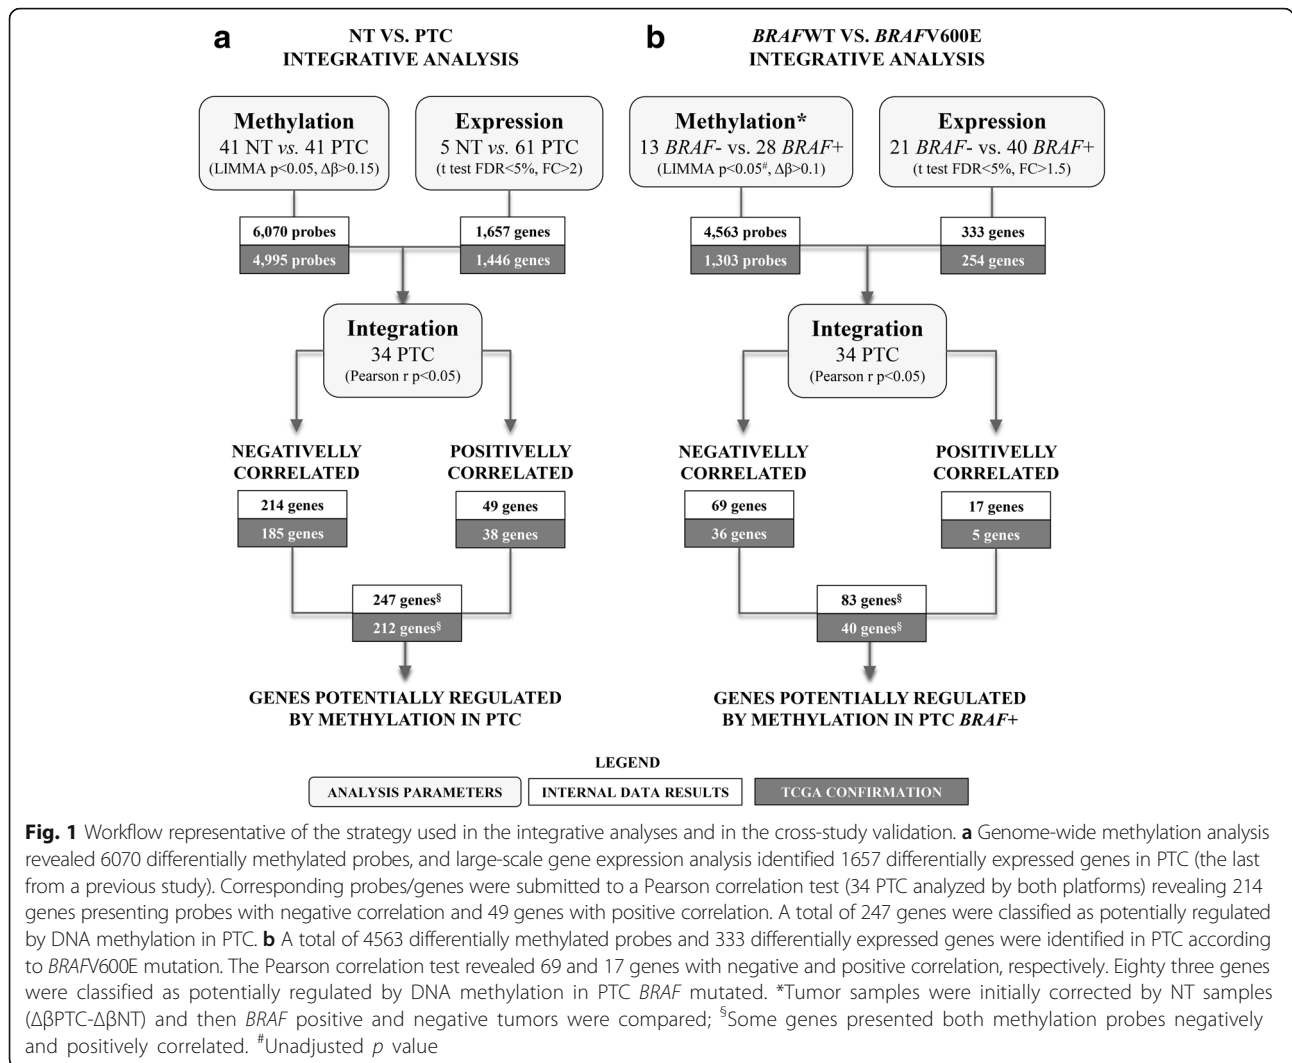 a
NT VS. PTC
INTEGRATIVE ANALYSIS
Methylation
41 NT vs. 41 PTC
(LIMMA p<0.05, Δβ>0.15)
Expression
5 NT vs. 61 PTC
(t test FDR<5%, FC>2)
6,070 probes
4,995 probes
1,657 genes
1,446 genes
Integration
34 PTC
(Pearson r p<0.05)
NEGATIVELLY
CORRELATED
POSITIVELLY
CORRELATED
214 genes
185 genes
49 genes
38 genes
247 genes§
212 genes§
GENES POTENTIALLY REGULATED
BY METHYLATION IN PTC
b
BRAFWT VS. BRAFV600E
INTEGRATIVE ANALYSIS
Methylation*
13 BRAF- vs. 28 BRAF+
(LIMMA p<0.05#, Δβ>0.1)
Expression
21 BRAF- vs. 40 BRAF+
(t test FDR<5%, FC>1.5)
4,563 probes
1,303 probes
333 genes
254 genes
Integration
34 PTC
(Pearson r p<0.05)
NEGATIVELLY
CORRELATED
POSITIVELLY
CORRELATED
69 genes
36 genes
17 genes
5 genes
83 genes§
40 genes§
GENES POTENTIALLY REGULATED
BY METHYLATION IN PTC BRAF+
LEGEND
ANALYSIS PARAMETERS
INTERNAL DATA RESULTS
TCGA CONFIRMATION
Fig. 1 Workflow representative of the strategy used in the integrative analyses and in the cross-study validation. a Genome-wide methylation analysis
revealed 6070 differentially methylated probes, and large-scale gene expression analysis identified 1657 differentially expressed genes in PTC (the last
from a previous study). Corresponding probes/genes were submitted to a Pearson correlation test (34 PTC analyzed by both platforms) revealing 214
genes presenting probes with negative correlation and 49 genes with positive correlation. A total of 247 genes were classified as potentially regulated
by DNA methylation in PTC. b A total of 4563 differentially methylated probes and 333 differentially expressed genes were identified in PTC according
to BRAFV600E mutation. The Pearson correlation test revealed 69 and 17 genes with negative and positive correlation, respectively. Eighty three genes
were classified as potentially regulated by DNA methylation in PTC BRAF mutated. *Tumor samples were initially corrected by NT samples
(ΔβPTC-ΔβNT) and then BRAF positive and negative tumors were compared; §Some genes presented both methylation probes negatively
and positively correlated. #Unadjusted p value